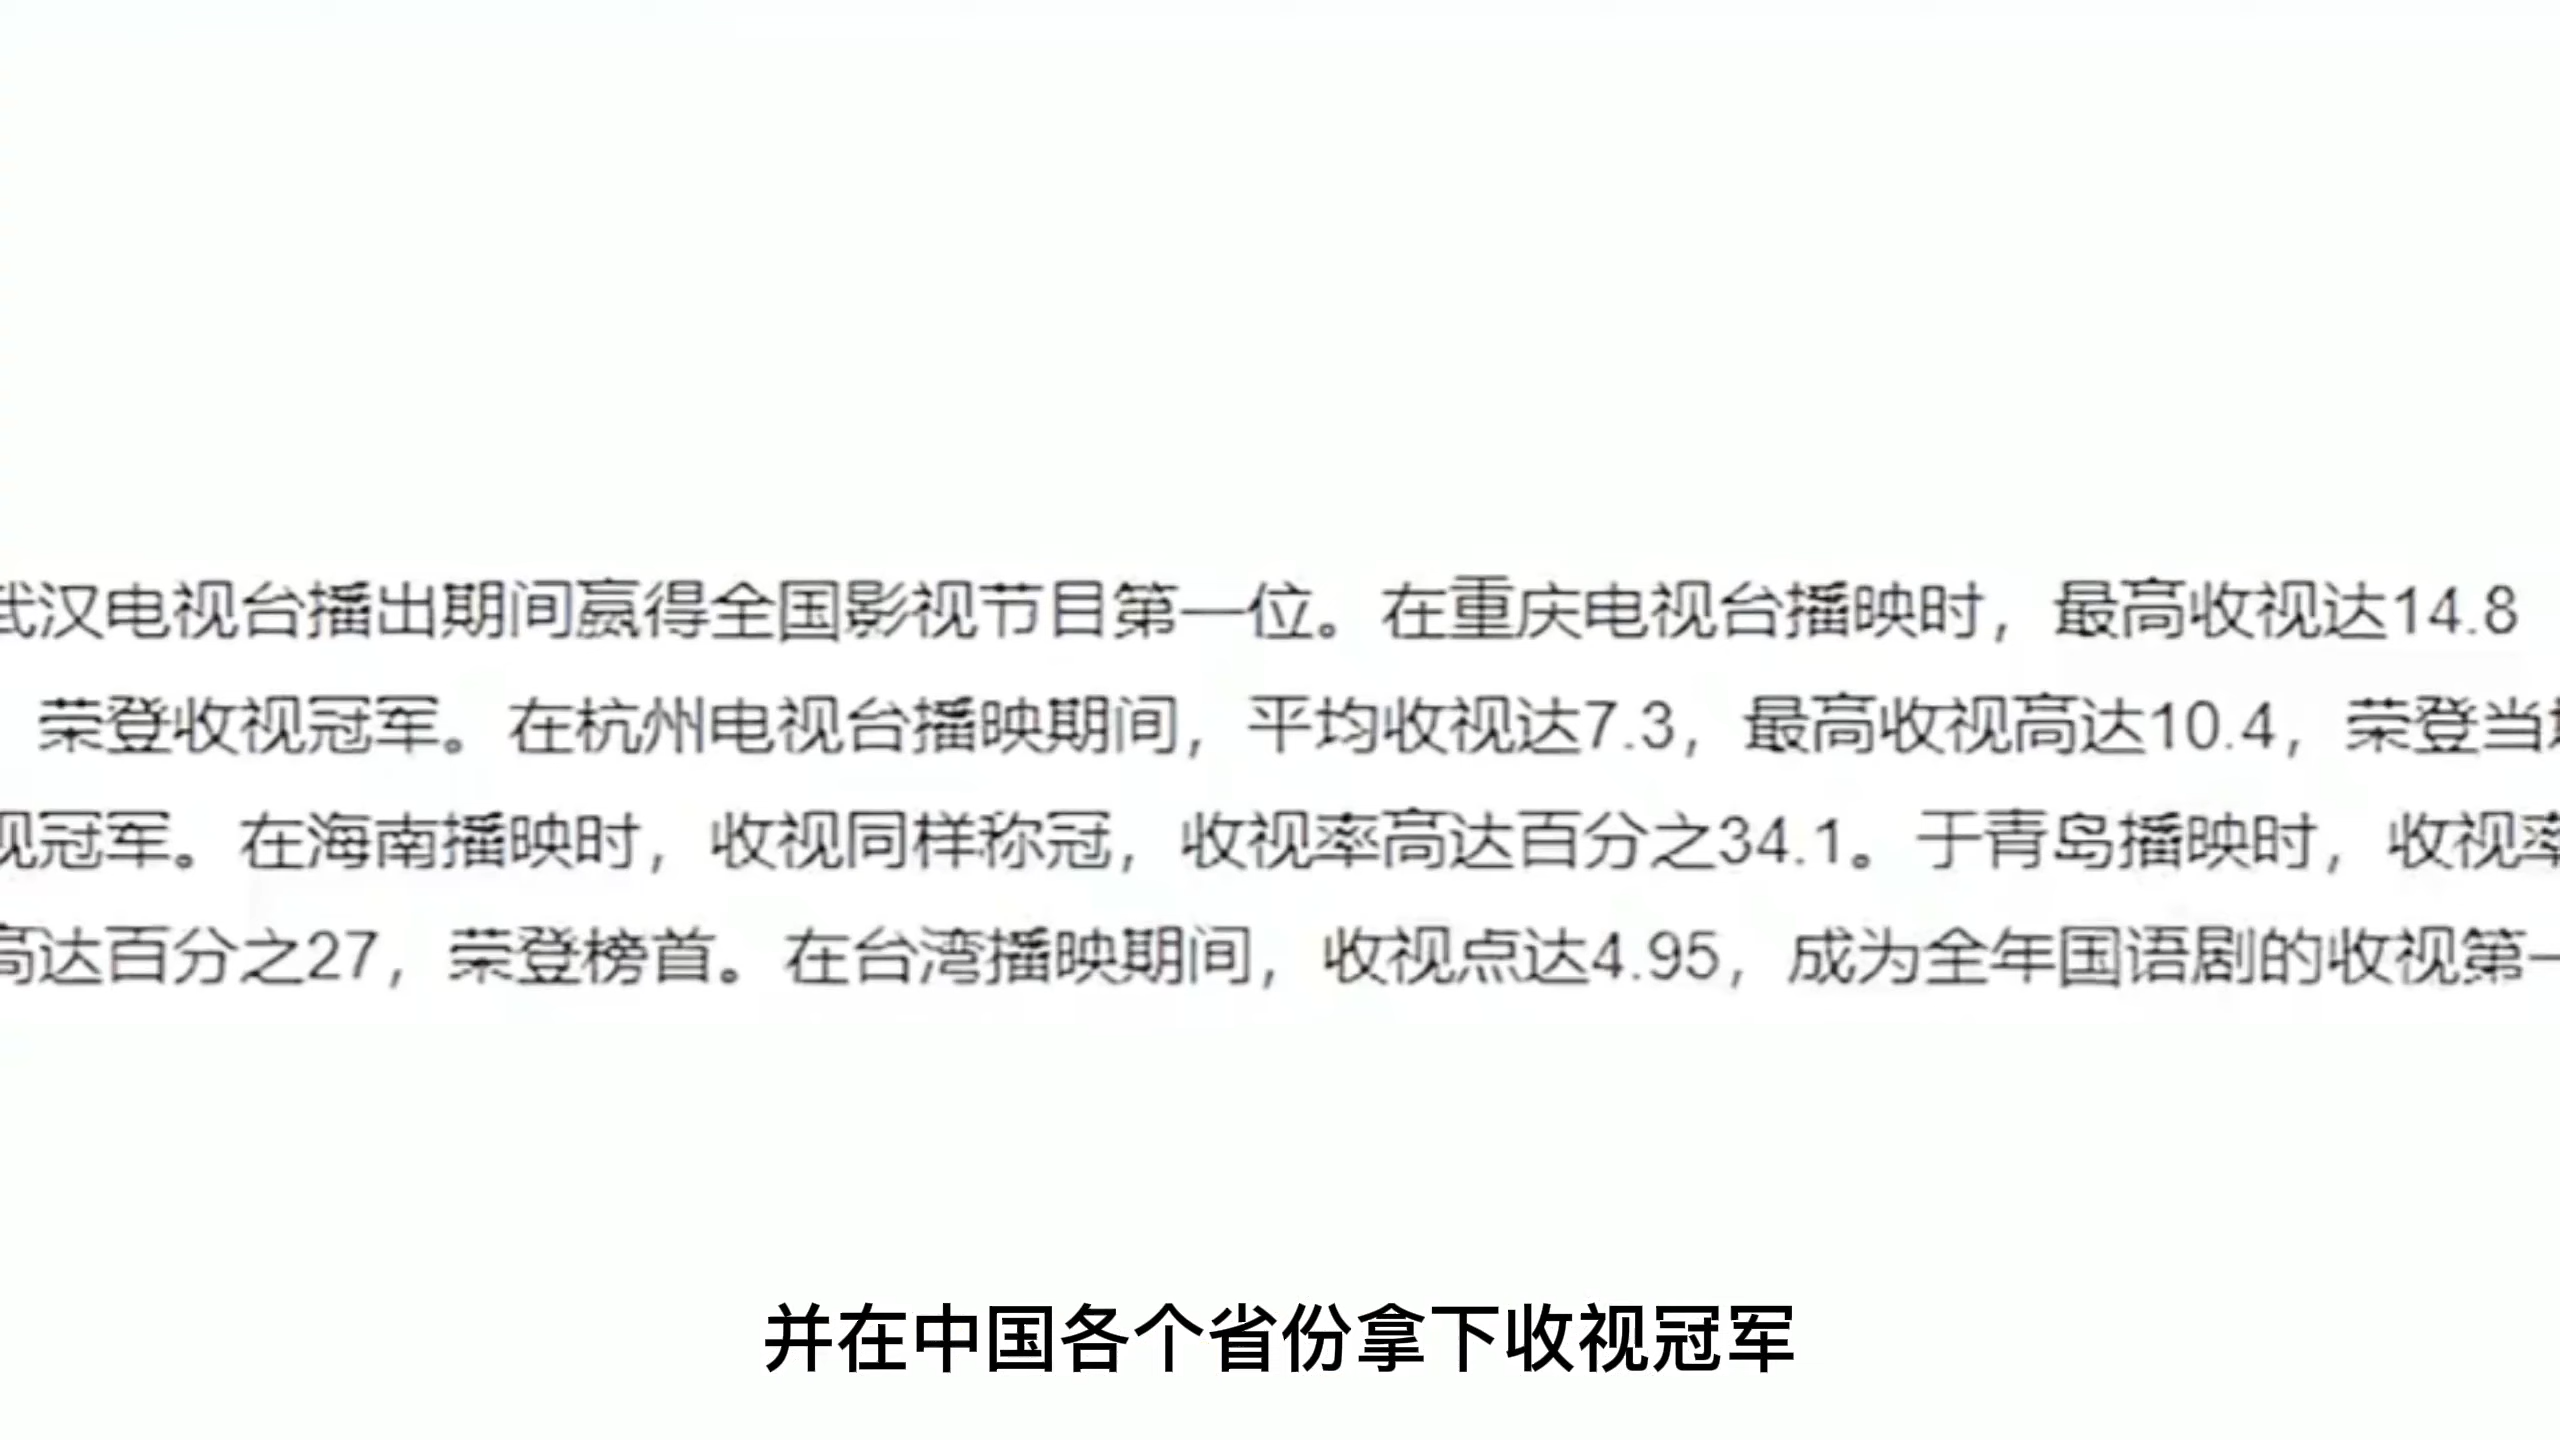 武汉电视台播出期间赢得全国影视节目第一位。在重庆电视台播映时，最高收视达14.8
荣登收视冠军。在杭州电视台播映期间，平均收视达7.3，最高收视高达10.4，荣登当
视冠军。在海南播映时，收视同样称冠，收视率高达百分之34.1。于青岛播映时，收视率
高达百分之27，荣登榜首。在台湾播映期间，收视点达4.95，成为全年国语剧的收视第一
并在中国各个省份拿下收视冠军